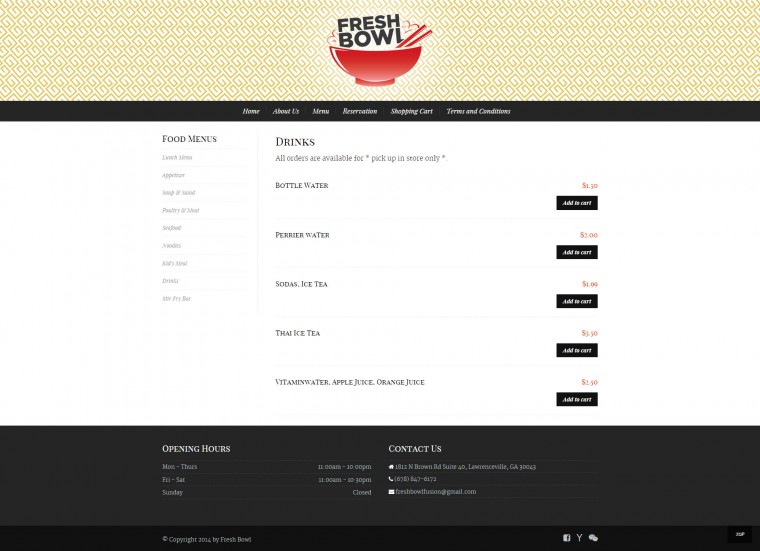 FRESH
BOWL
Home About Us Menu Reservation Shopping Cart Terms and Conditions
Food Menus
Lunch Menu
Appetizer
Soup & Salad
Poultry & Meat
Seafood
Noodles
Kid's Meal
Drinks
Stir Fry Bar
Drinks
All orders are available for * pick up in store only *.
Bottle Water $1.50
Add to cart
Perrier water $2.00
Add to cart
Sodas, Ice Tea $1.99
Add to cart
Thai Ice Tea $3.50
Add to cart
Vitaminwater, Apple Juice, Orange Juice $2.50
Add to cart
Opening Hours
Mon - Thurs 11:00am - 10:00pm
Fri - Sat 11:00am - 10:30pm
Sunday Closed
Contact Us
1812 N Brown Rd Suite 40, Lawrenceville, GA 30043
(678) 847-6172
freshbowlfusion@gmail.com
© Copyright 2014 by Fresh Bowl
TOP